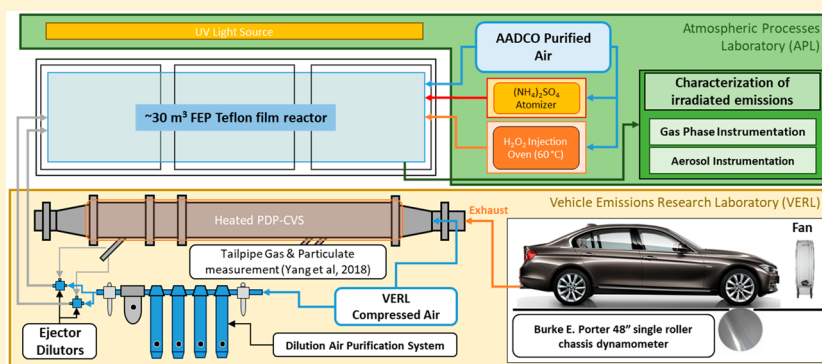 UV Light Source
AADCO Purified
Air
Atmospheric Processes
Laboratory (APL)
~30 m³ FEP Teflon film reactor
(NH₄)₂SO₄
Atomizer
H₂O₂ Injection
Oven (60 °C)
Characterization of
irradiated emissions
Gas Phase Instrumentation
Aerosol Instrumentation
Vehicle Emissions Research Laboratory (VERL)
Heated PDP-CVS
Exhaust
Fan
Tailpipe Gas & Particulate
measurement (Yang et al, 2018)
VERL
Compressed Air
Ejector
Dilutors
Dilution Air Purification System
Burke E. Porter 48” single roller
chassis dynamometer